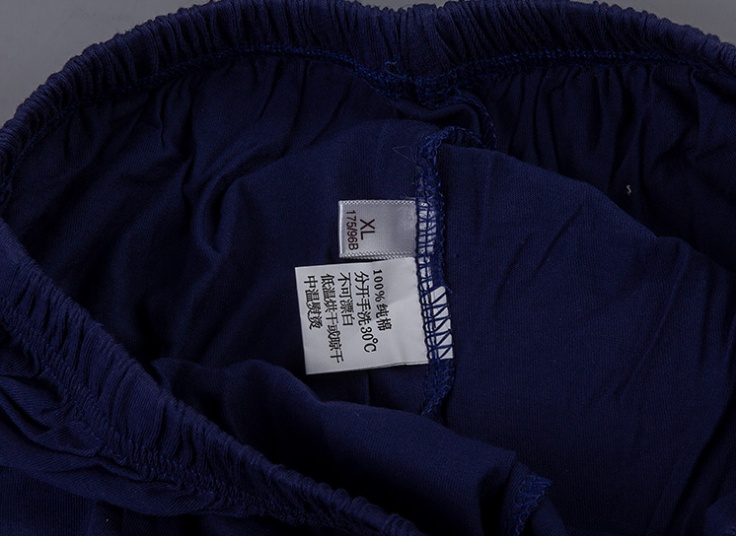 XL
175/96B
100%纯棉
分开手洗30°C
不可漂白
低温烘干或晾干
中温熨烫